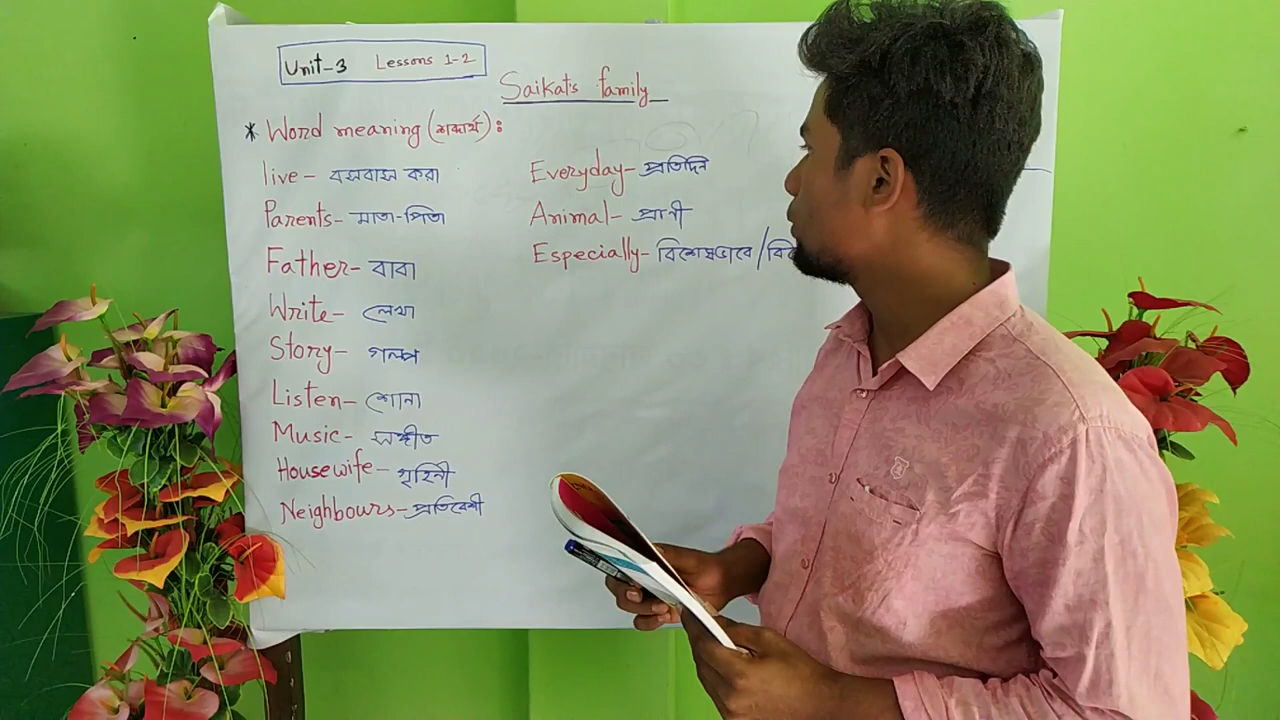 Unit-3 Lessons 1-2
Saikat's family
* Word meaning (শব্দার্থ) :
live - বসবাস করা
Parents - মাতা-পিতা
Father - বাবা
Write - লেখা
Story - গল্প
Listen - শোনা
Music - সঙ্গীত
Housewife - গৃহিনী
Neighbours - প্রতিবেশী
Everyday - প্রতিদিন
Animal - প্রাণী
Especially - বিশেষভাবে/